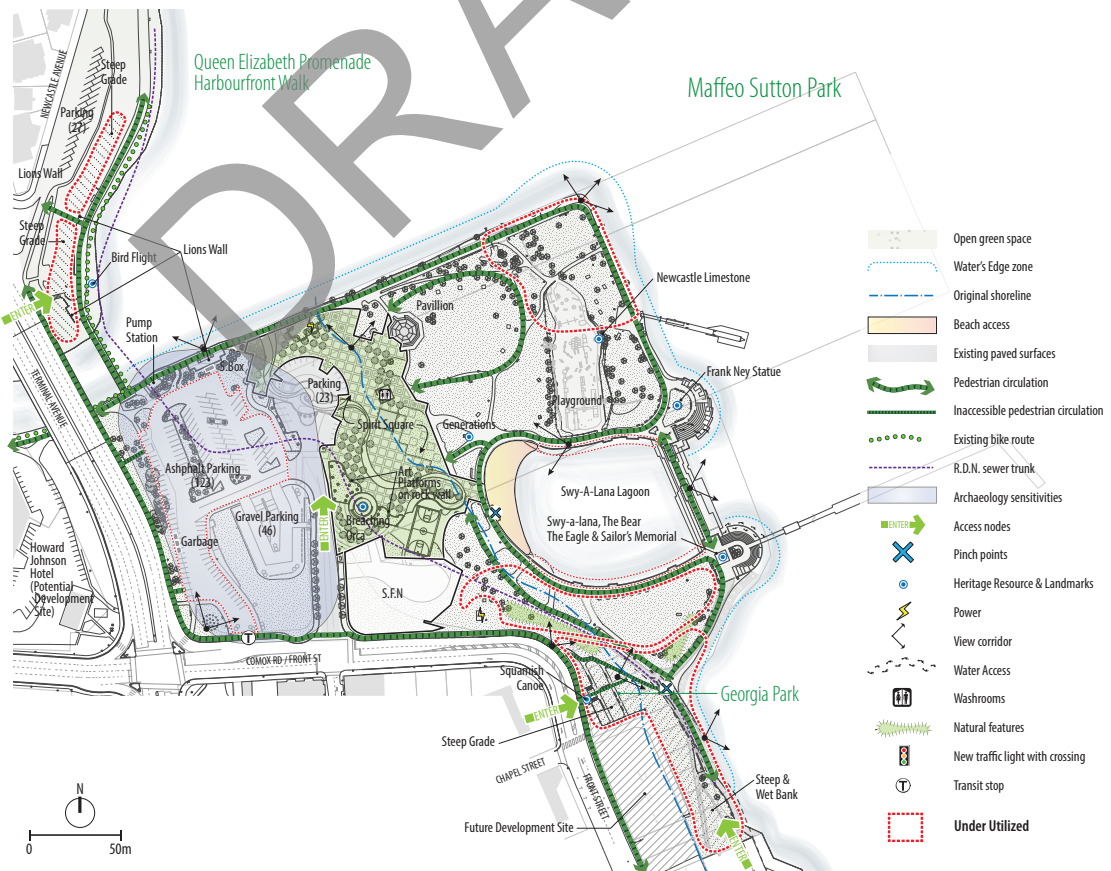 DRA
Queen Elizabeth Promenade
Harbourfront Walk
Maffeo Sutton Park
NEWCASTLE AVENUE
Steep
Grade
Parking
(27)
Lions Wall
Steep
Grade
Bird Flight
Lions Wall
ENTER
Pump
Station
TERMINAL AVENUE
S.Box
Pavillion
Newcastle Limestone
Parking
(23)
Frank Ney Statue
Playground
Spirit Square
Generations
Ashphalt Parking
(123)
Art
Platforms
on rock wall
Swy-A-Lana Lagoon
Gravel Parking
(46)
Breaching
Orca
ENTER
Swy-a-lana, The Bear
The Eagle & Sailor's Memorial
Garbage
Howard
Johnson
Hotel
(Potential
Development
Site)
S.F.N
T
COMOX RD / FRONT ST
Squamish
Canoe
Georgia Park
ENTER
Steep Grade
CHAPEL STREET
FRONT STREET
Steep &
Wet Bank
Future Development Site
ENTER
N
0 50m
Open green space
Water's Edge zone
Original shoreline
Beach access
Existing paved surfaces
Pedestrian circulation
Inaccessible pedestrian circulation
Existing bike route
R.D.N. sewer trunk
Archaeology sensitivities
ENTER Access nodes
Pinch points
Heritage Resource & Landmarks
Power
View corridor
Water Access
Washrooms
Natural features
New traffic light with crossing
T Transit stop
Under Utilized